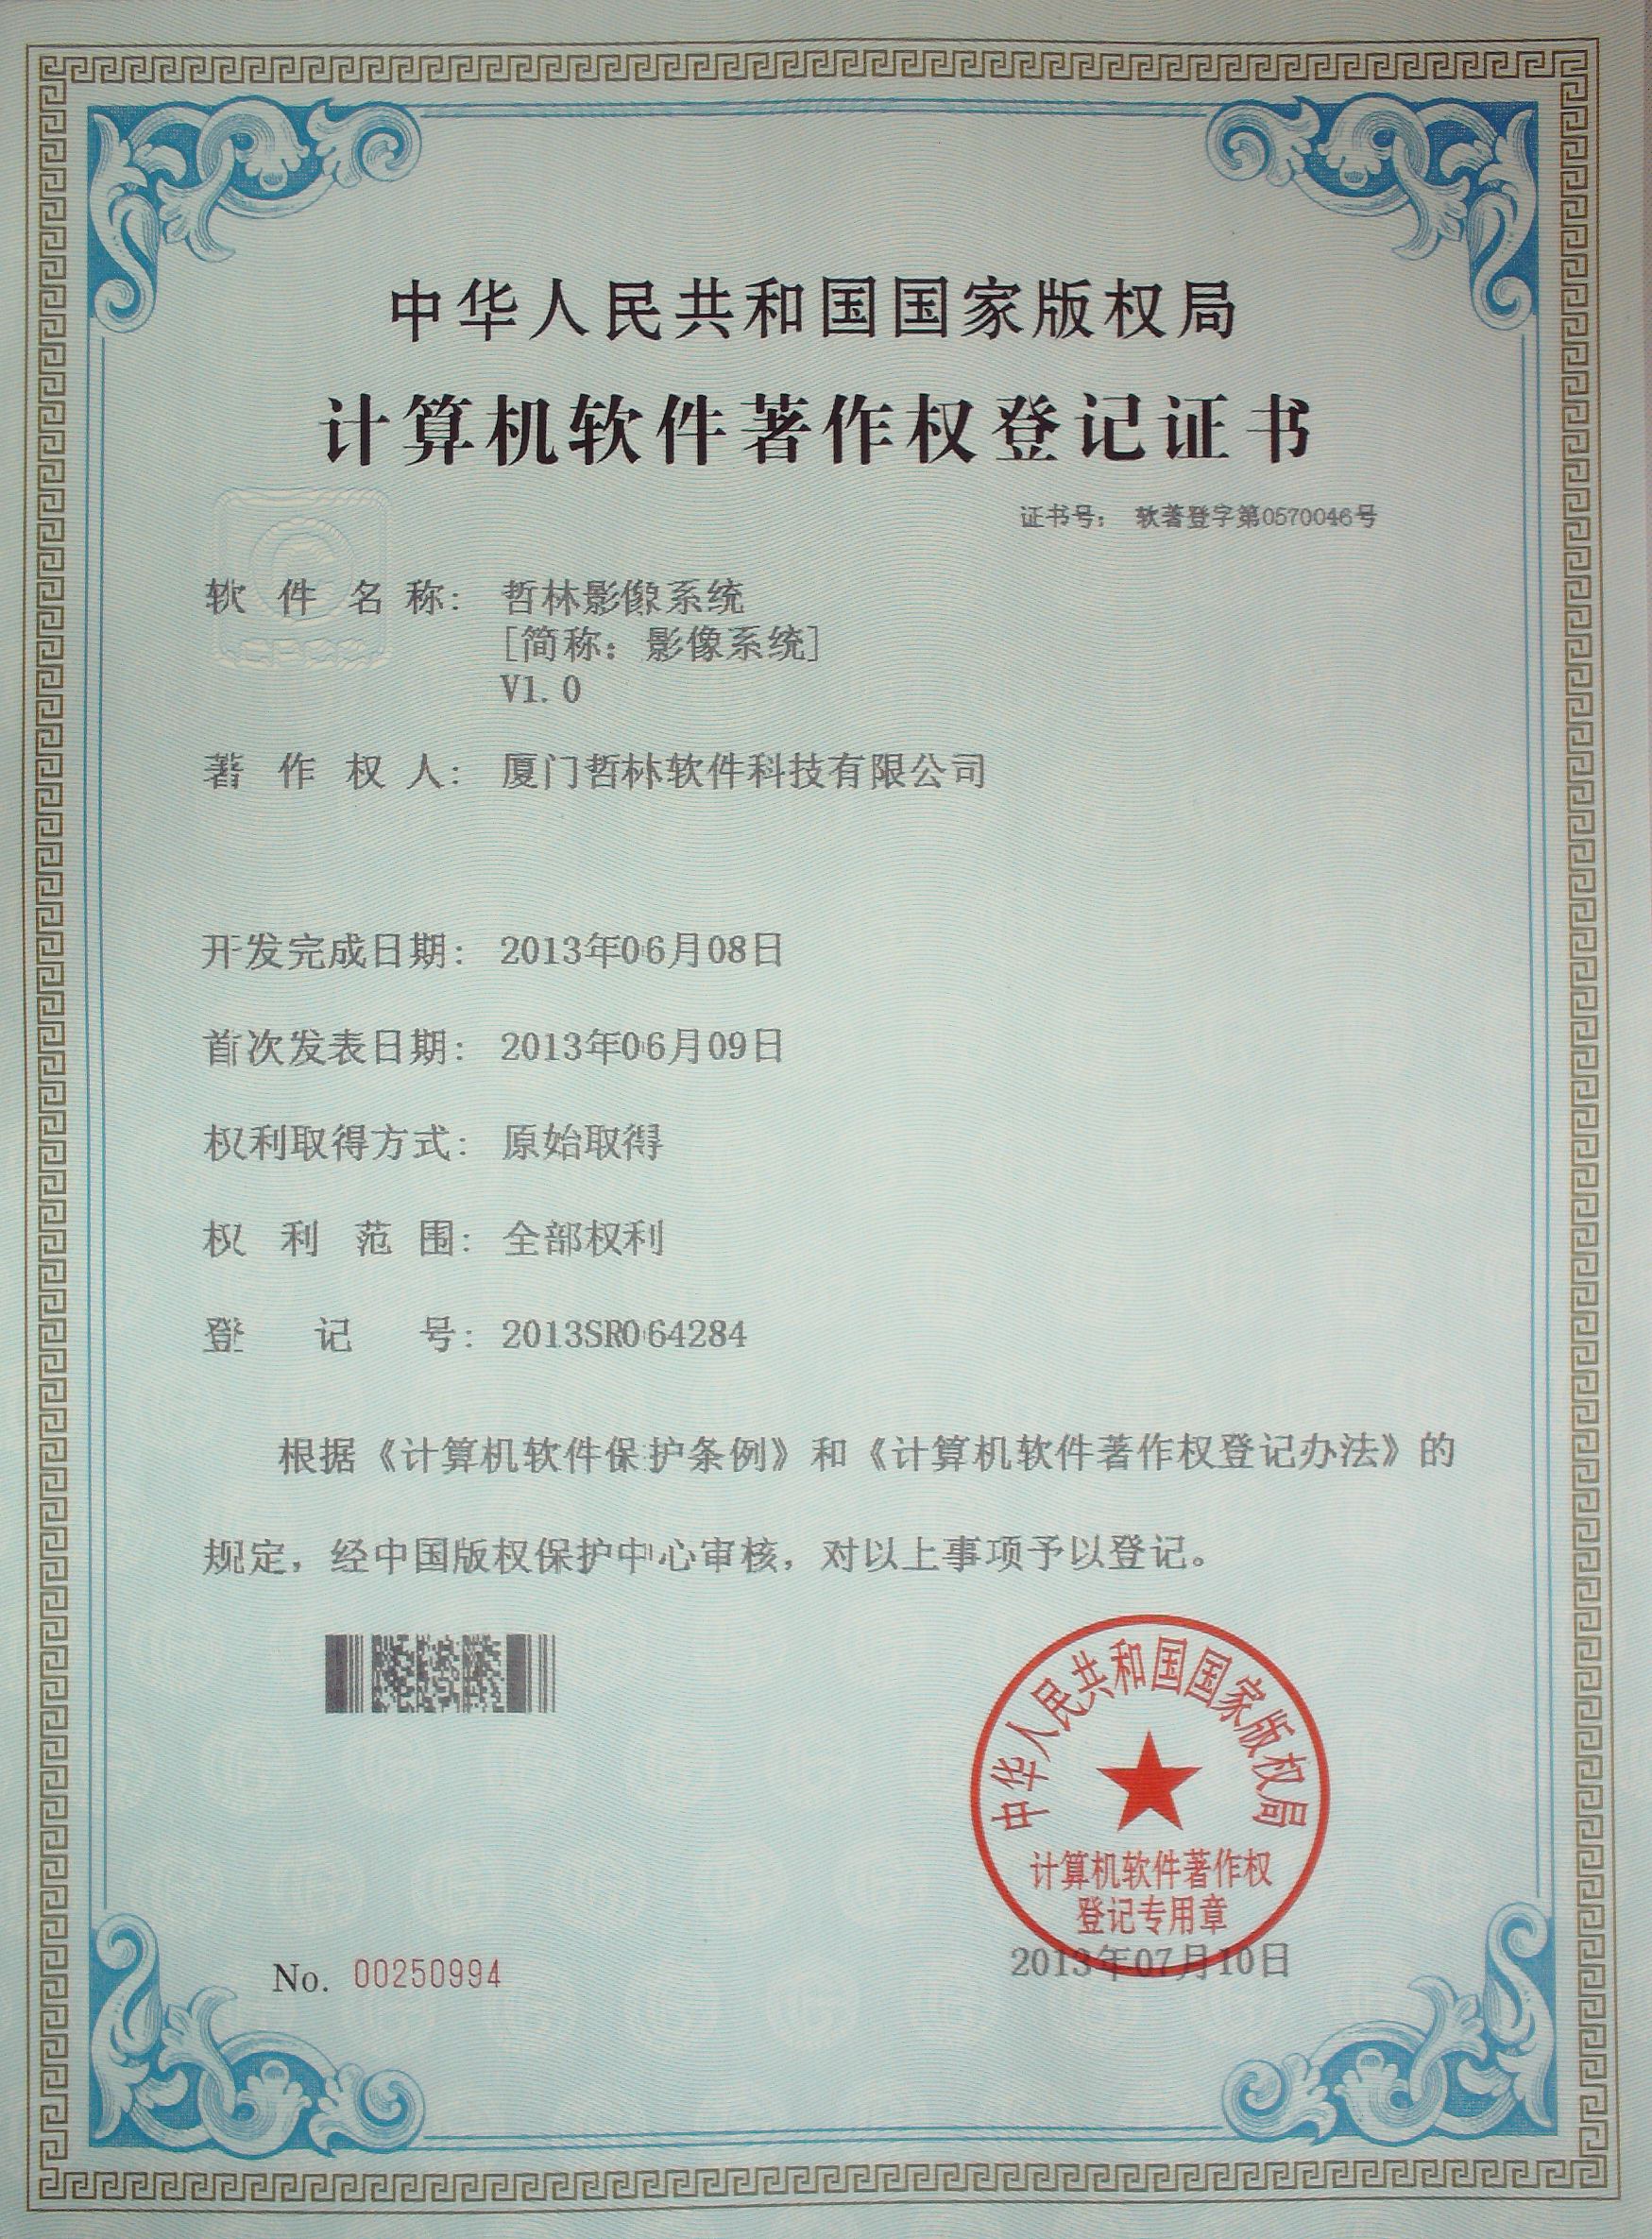 中华人民共和国国家版权局
计算机软件著作权登记证书
证书号： 软著登字第0570046号
软件名称： 哲林影像系统
[简称：影像系统]
V1.0
著作权人： 厦门哲林软件科技有限公司
开发完成日期： 2013年06月08日
首次发表日期： 2013年06月09日
权利取得方式： 原始取得
权利范围： 全部权利
登记号： 2013SR064284
根据《计算机软件保护条例》和《计算机软件著作权登记办法》的
规定，经中国版权保护中心审核，对以上事项予以登记。
中华人民共和国国家版权局
计算机软件著作权
登记专用章
No. 00250994
2013年07月10日